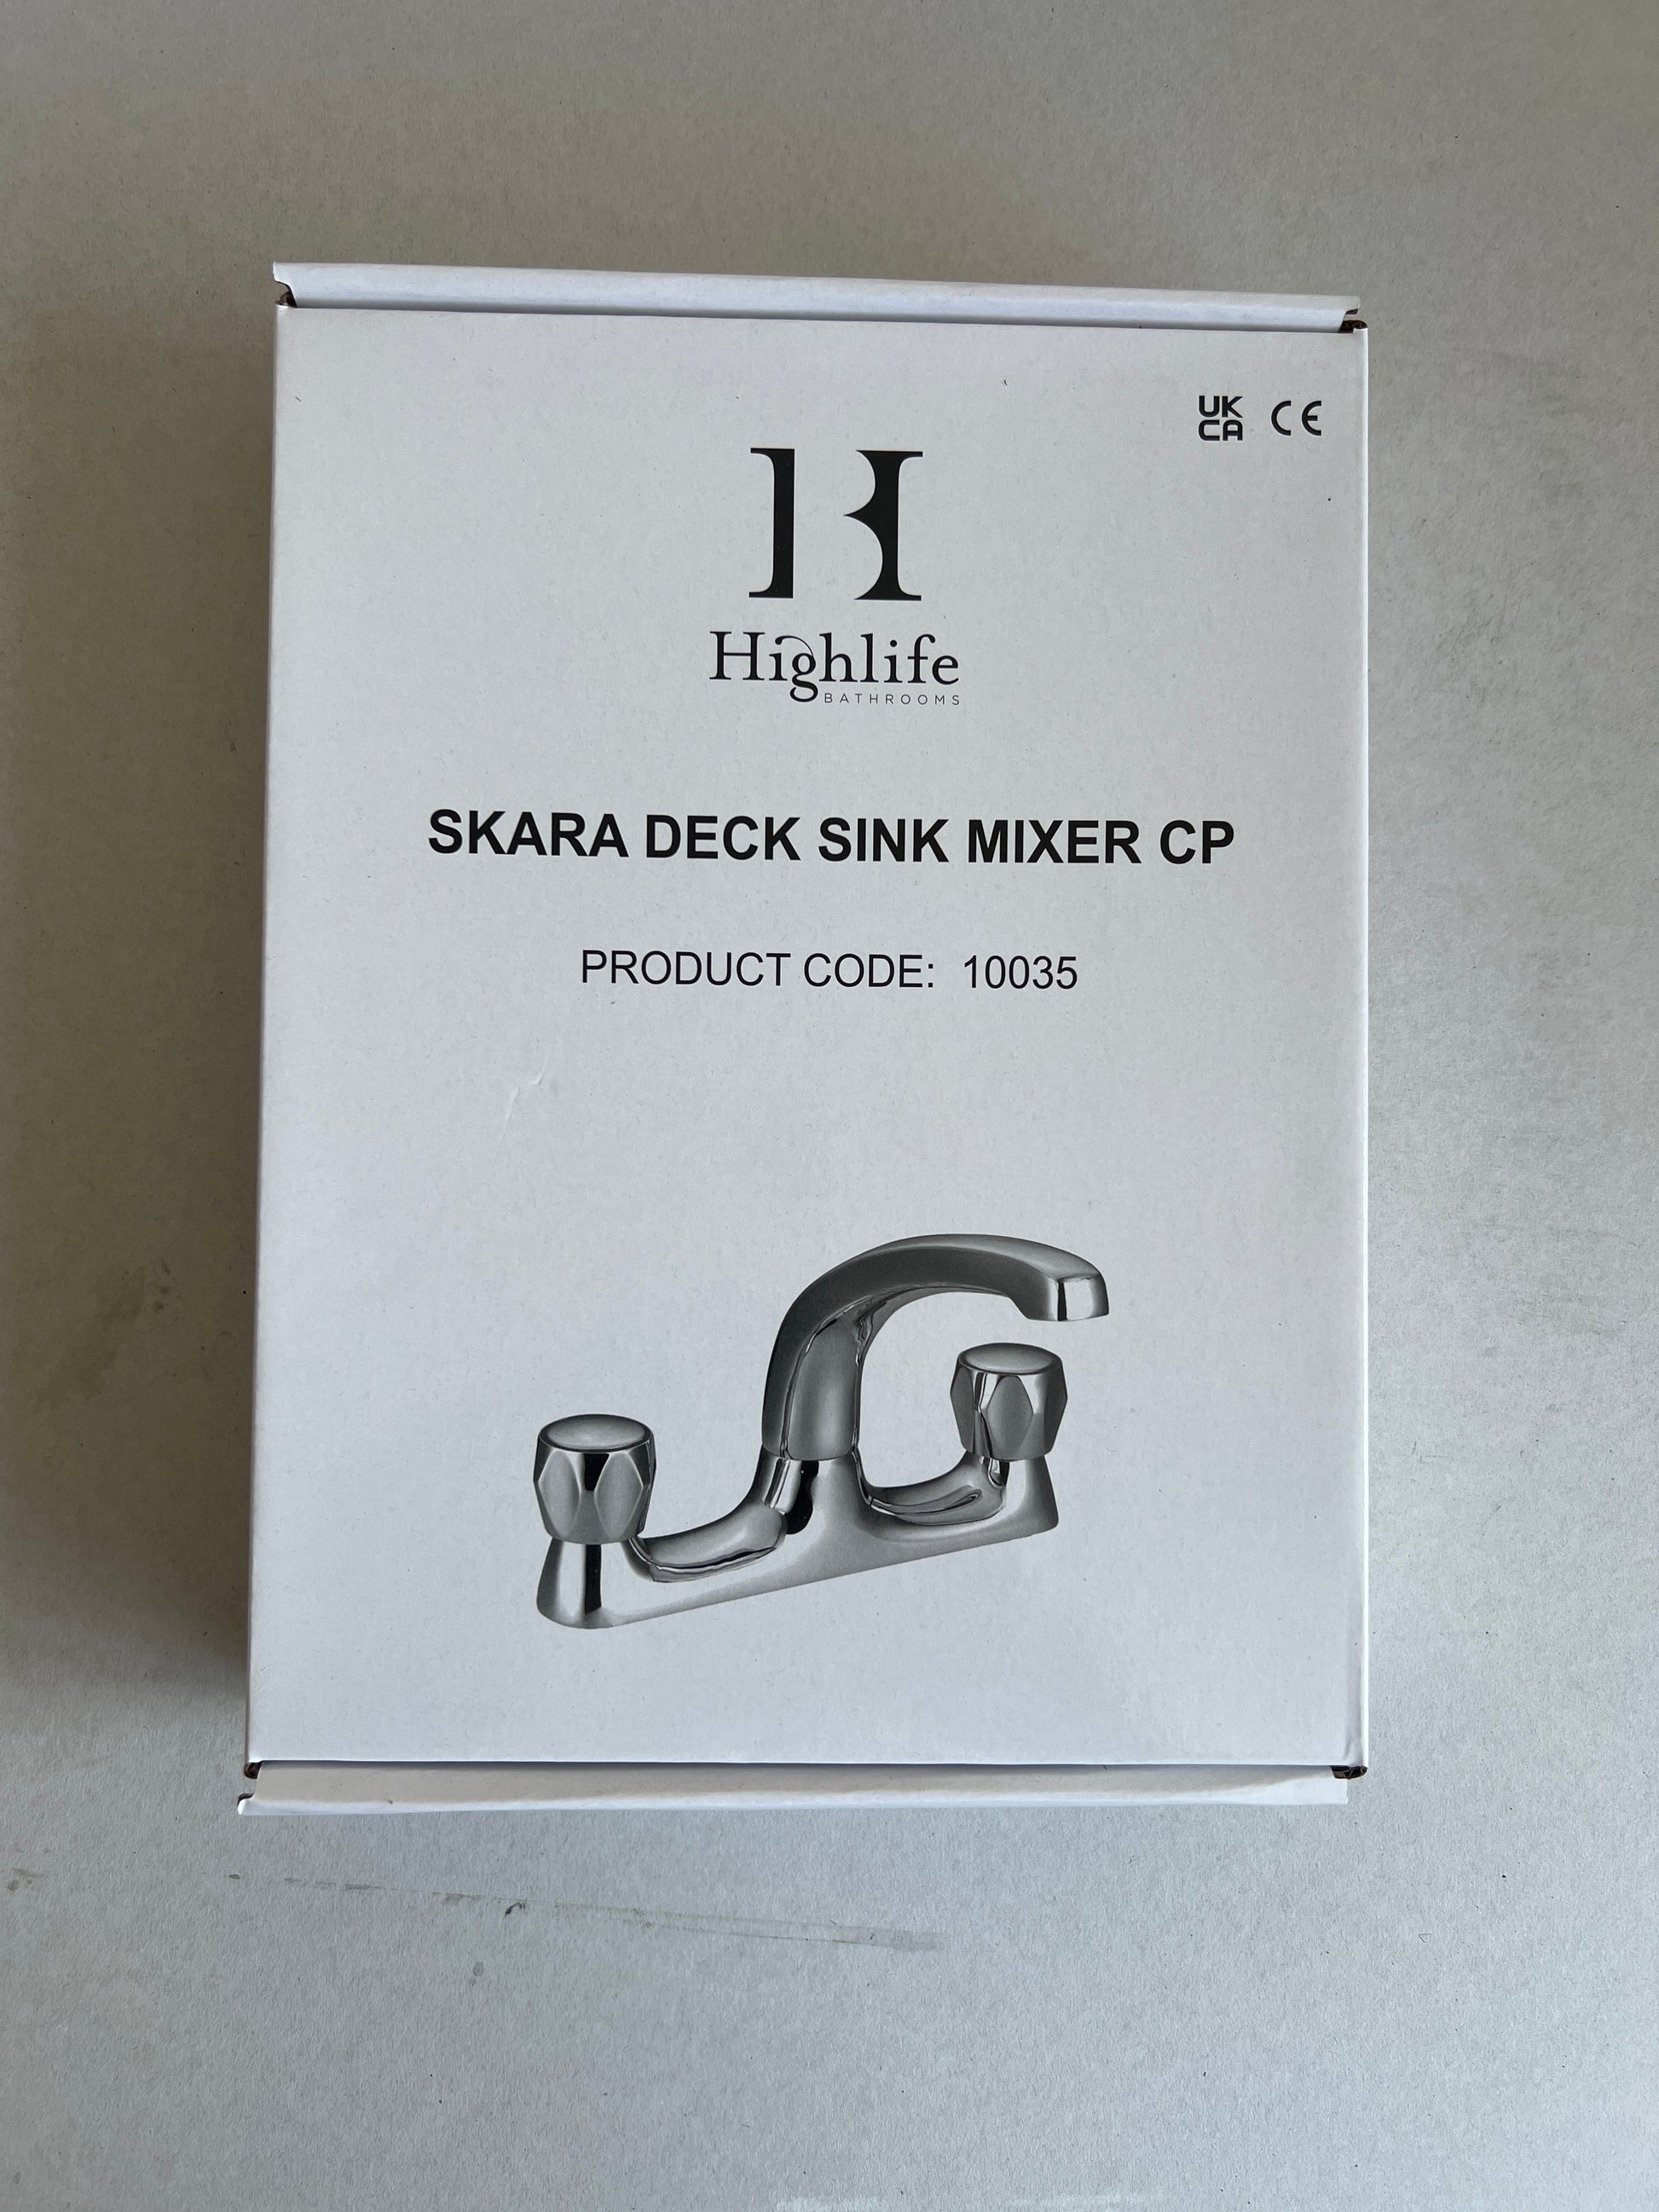 UK
CA CE
H
Highlife
BATHROOMS
SKARA DECK SINK MIXER CP
PRODUCT CODE: 10035